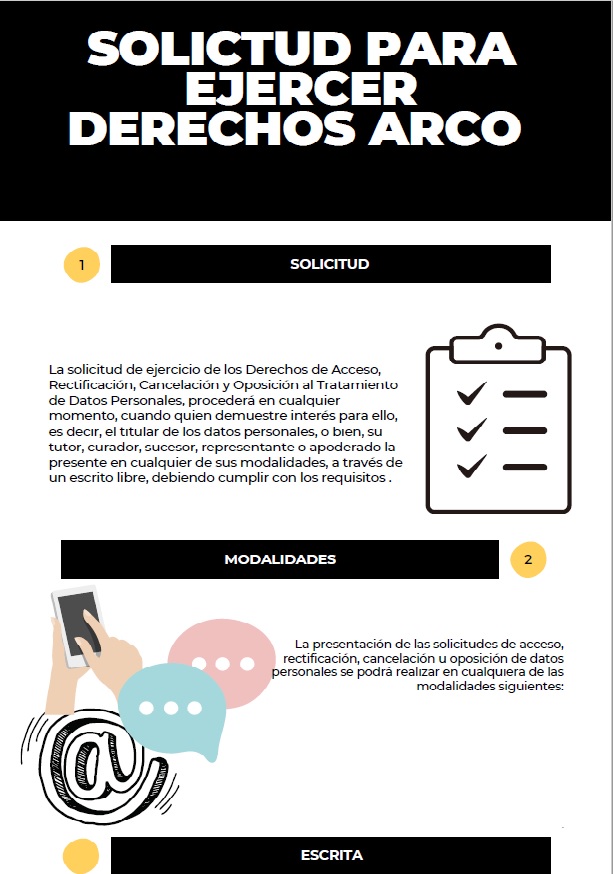 SOLICTUD PARA
EJERCER
DERECHOS ARCO
1
SOLICITUD
La solicitud de ejercicio de los Derechos de Acceso,
Rectificación, Cancelación y Oposición al Tratamiento
de Datos Personales, procederá en cualquier
momento, cuando quien demuestre interés para ello,
es decir, el titular de los datos personales, o bien, su
tutor, curador, sucesor, representante o apoderado la
presente en cualquier de sus modalidades, a través de
un escrito libre, debiendo cumplir con los requisitos .
MODALIDADES
2
La presentación de las solicitudes de acceso,
rectificación, cancelación u oposición de datos
personales se podrá realizar en cualquiera de las
modalidades siguientes:
@
.
ESCRITA